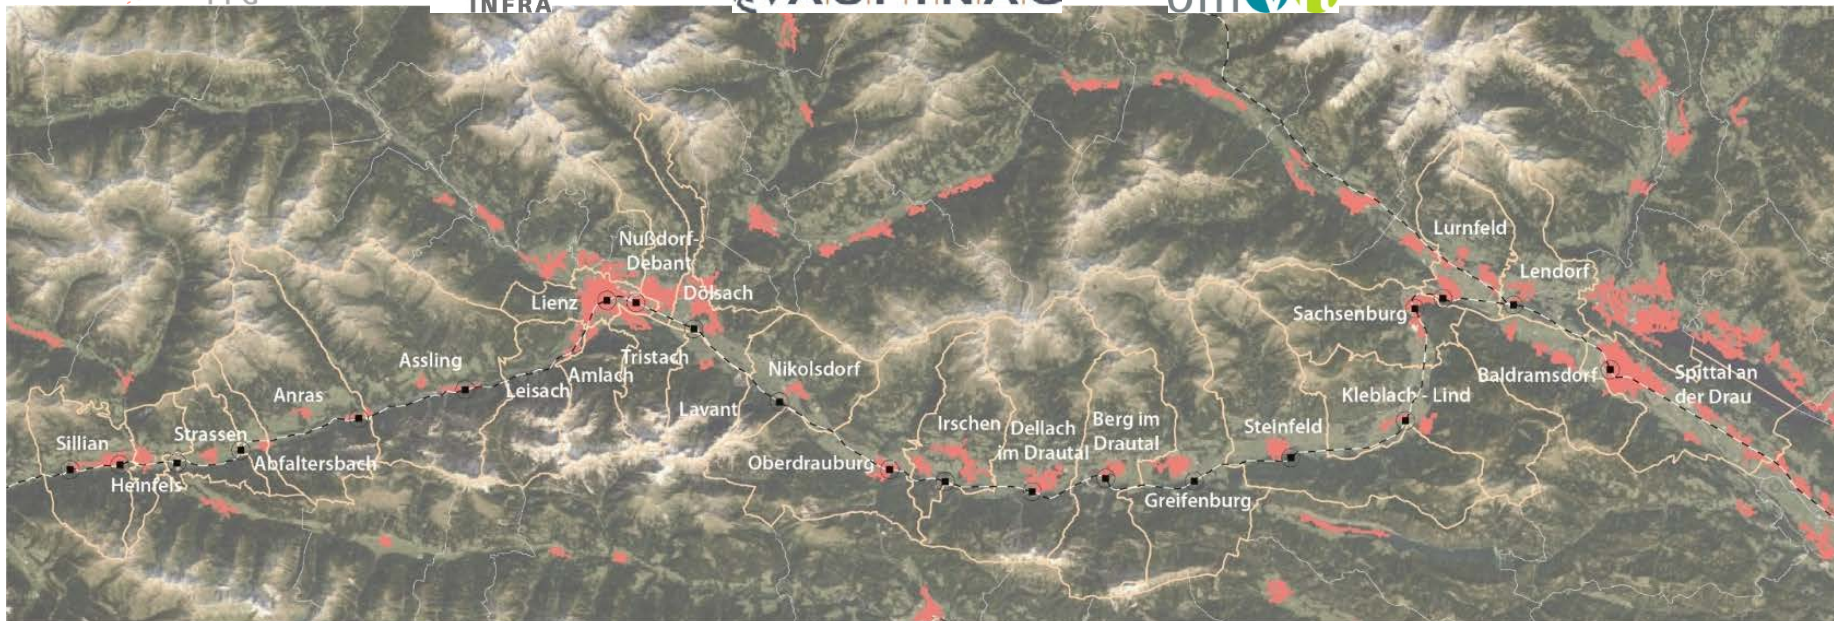 INFRA
Nußdorf-
Debant
Lienz
Dölsach
Lurnfeld
Lendorf
Sachsenburg
Assling
Leisach
Amlach
Tristach
Nikolsdorf
Lavant
Baldramsdorf
Spittal an
der Drau
Kleblach - Lind
Anras
Sillian
Strassen
Abfaltersbach
Heinfels
Irschen
Dellach
im Drautal
Berg im
Drautal
Steinfeld
Oberdrauburg
Greifenburg